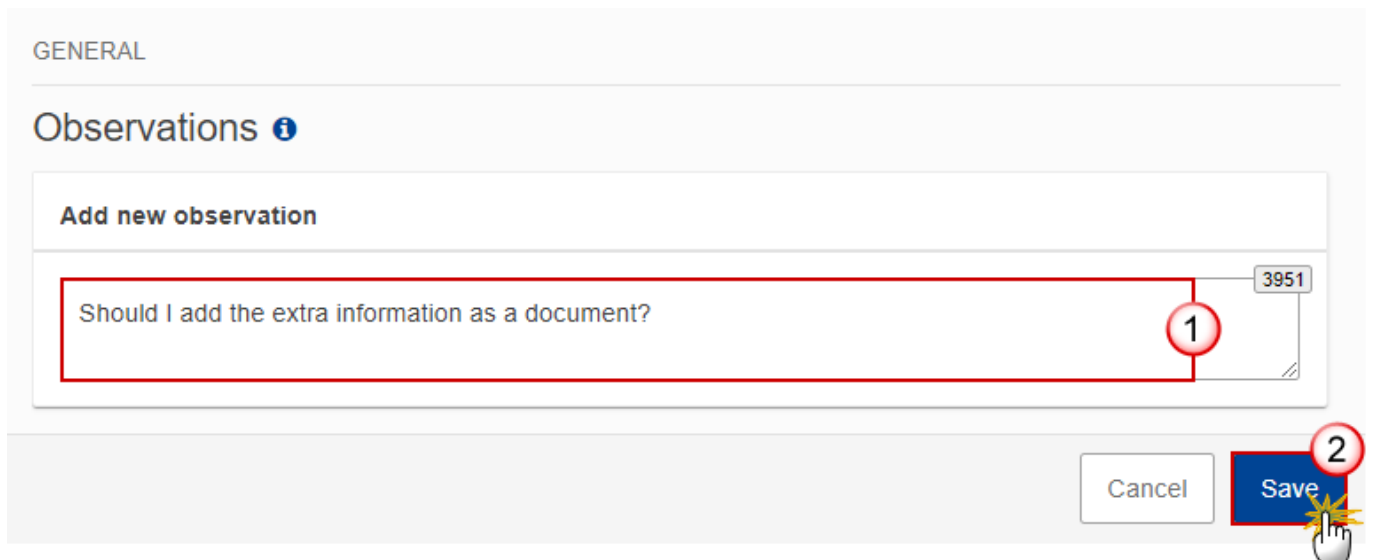 GENERAL
Observations
Add new observation
3951
Should I add the extra information as a document?
1
2
Cancel
Save